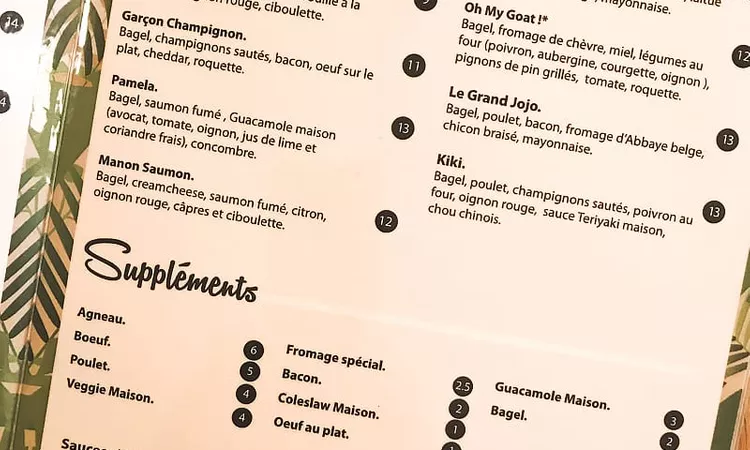 14
4
oignon rouge, ciboulette.
9
Garçon Champignon.
Bagel, champignons sautés, bacon, oeuf sur le
plat, cheddar, roquette.
11
Pamela.
Bagel, saumon fumé , Guacamole maison
(avocat, tomate, oignon, jus de lime et
coriandre frais), concombre.
13
Manon Saumon.
Bagel, creamcheese, saumon fumé, citron,
oignon rouge, câpres et ciboulette.
12
mayonnaise.
Oh My Goat !*
Bagel, fromage de chèvre, miel, légumes au
four (poivron, aubergine, courgette, oignon ),
pignons de pin grillés, tomate, roquette.
12
Le Grand Jojo.
Bagel, poulet, bacon, fromage d'Abbaye belge,
chicon braisé, mayonnaise.
13
Kiki.
Bagel, poulet, champignons sautés, poivron au
four, oignon rouge, sauce Teriyaki maison,
chou chinois.
13
Suppléments
Agneau.
6
Boeuf.
5
Poulet.
4
Veggie Maison.
4
Fromage spécial.
2.5
Bacon.
2
Coleslaw Maison.
1
Oeuf au plat.
1
Guacamole Maison.
3
Bagel.
2